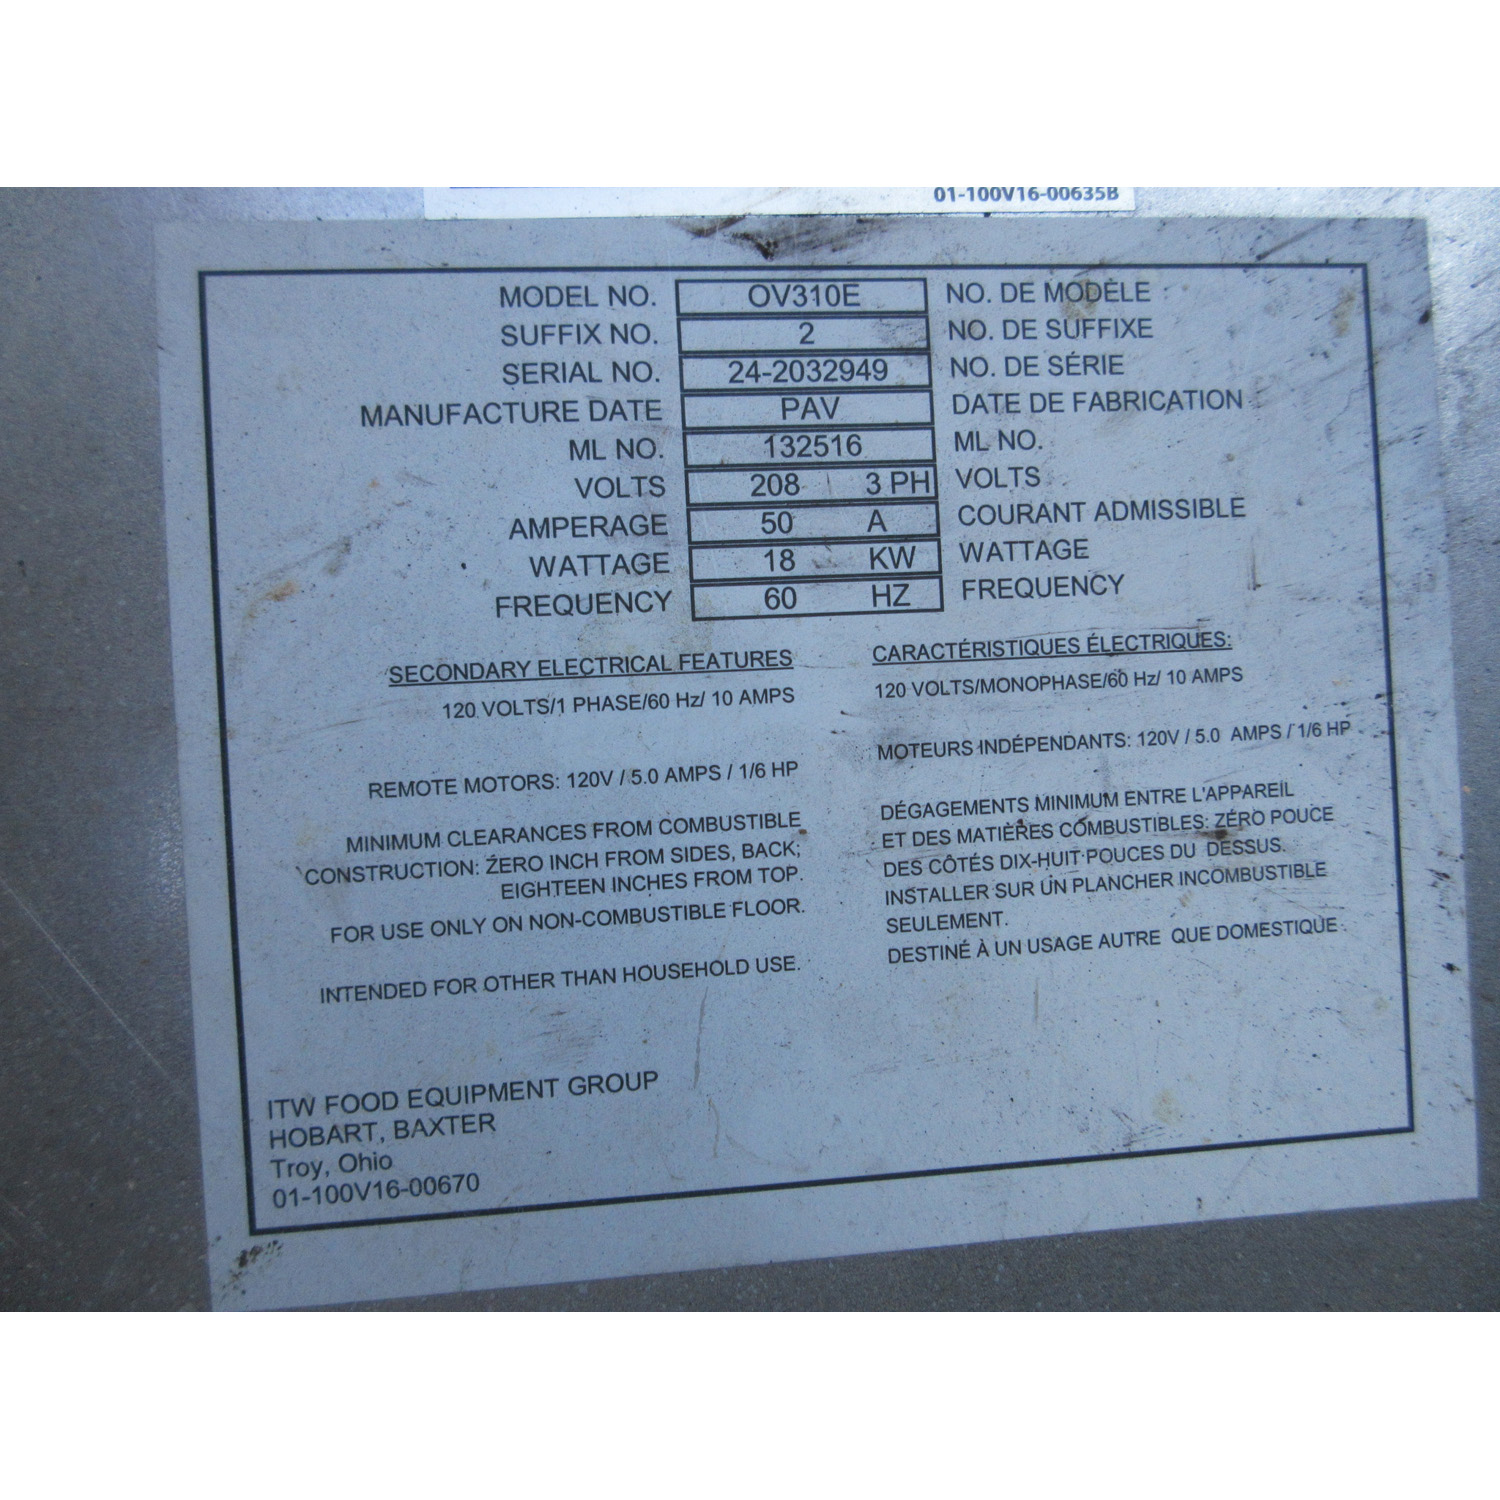 01-100V16-00635B
MODEL NO. OV310E NO. DE MODÈLE
SUFFIX NO. 2 NO. DE SUFFIXE
SERIAL NO. 24-2032949 NO. DE SÉRIE
MANUFACTURE DATE PAV DATE DE FABRICATION
ML NO. 132516 ML NO.
VOLTS 208 3 PH VOLTS
AMPERAGE 50 A COURANT ADMISSIBLE
WATTAGE 18 KW WATTAGE
FREQUENCY 60 HZ FREQUENCY
SECONDARY ELECTRICAL FEATURES
120 VOLTS/1 PHASE/60 Hz/ 10 AMPS
REMOTE MOTORS: 120V / 5.0 AMPS / 1/6 HP
MINIMUM CLEARANCES FROM COMBUSTIBLE
CONSTRUCTION: ZERO INCH FROM SIDES, BACK;
EIGHTEEN INCHES FROM TOP.
FOR USE ONLY ON NON-COMBUSTIBLE FLOOR.
INTENDED FOR OTHER THAN HOUSEHOLD USE.
CARACTÉRISTIQUES ÉLECTRIQUES:
120 VOLTS/MONOPHASE/60 Hz/ 10 AMPS
MOTEURS INDÉPENDANTS: 120V / 5.0 AMPS / 1/6 HP
DÉGAGEMENTS MINIMUM ENTRE L'APPAREIL
ET DES MATIÈRES COMBUSTIBLES: ZÉRO POUCE
DES CÔTÉS DIX-HUIT POUCES DU DESSUS.
INSTALLER SUR UN PLANCHER INCOMBUSTIBLE
SEULEMENT.
DESTINÉ À UN USAGE AUTRE QUE DOMESTIQUE.
ITW FOOD EQUIPMENT GROUP
HOBART, BAXTER
Troy, Ohio
01-100V16-00670